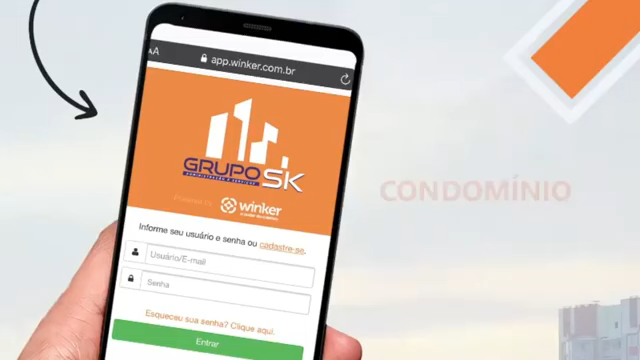 AA
app.winker.com.br
GRUPO SK
winker
Informe seu usuário e senha ou cadastre-se.
Usuário/E-mail
Senha
Esqueceu sua senha? Clique aqui.
Entrar
CONDOMÍNIO